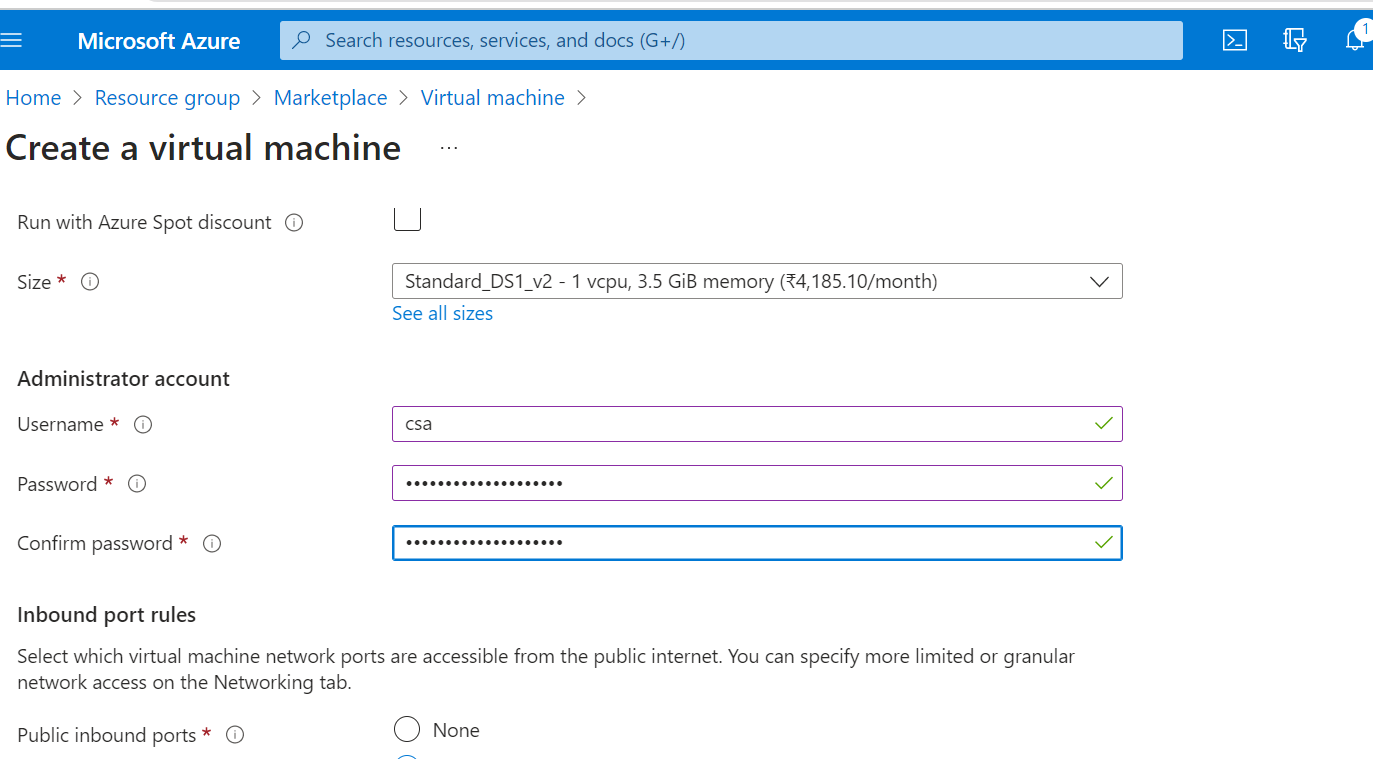 Microsoft Azure
Search resources, services, and docs (G+/)
1
Home > Resource group > Marketplace > Virtual machine >
Create a virtual machine ...
Run with Azure Spot discount
Size *
Standard_DS1_v2 - 1 vcpu, 3.5 GiB memory (₹4,185.10/month)
See all sizes
Administrator account
Username *
csa
Password *
••••••••••••••••••••
Confirm password *
••••••••••••••••••••
Inbound port rules
Select which virtual machine network ports are accessible from the public internet. You can specify more limited or granular
network access on the Networking tab.
Public inbound ports *
None